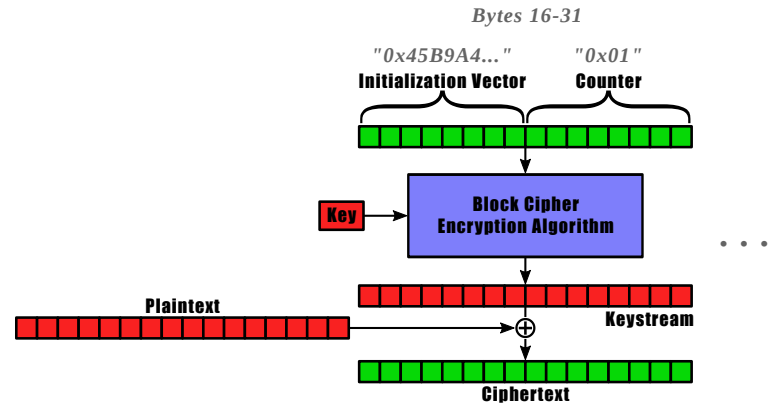 Bytes 16-31
"0x45B9A4..." "0x01"
Initialization Vector Counter
Key
Block Cipher
Encryption Algorithm
. . .
Plaintext
Keystream
Ciphertext